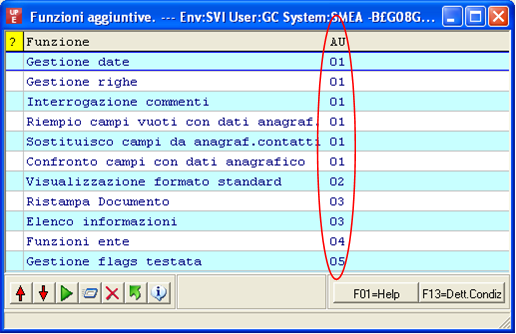 UP E Funzioni aggiuntive. --- Env:SVI User:GC System:SMEA -B£G08G...
? Funzione AU
Gestione date 01
Gestione righe 01
Interrogazione commenti 01
Riempio campi vuoti con dati anagraf. 01
Sostituisco campi da anagraf.contatti 01
Confronto campi con dati anagrafico 01
Visualizzazione formato standard 02
Ristampa Documento 03
Elenco informazioni 03
Funzioni ente 04
Gestione flags testata 05
F01=Help F13=Dett.Condiz